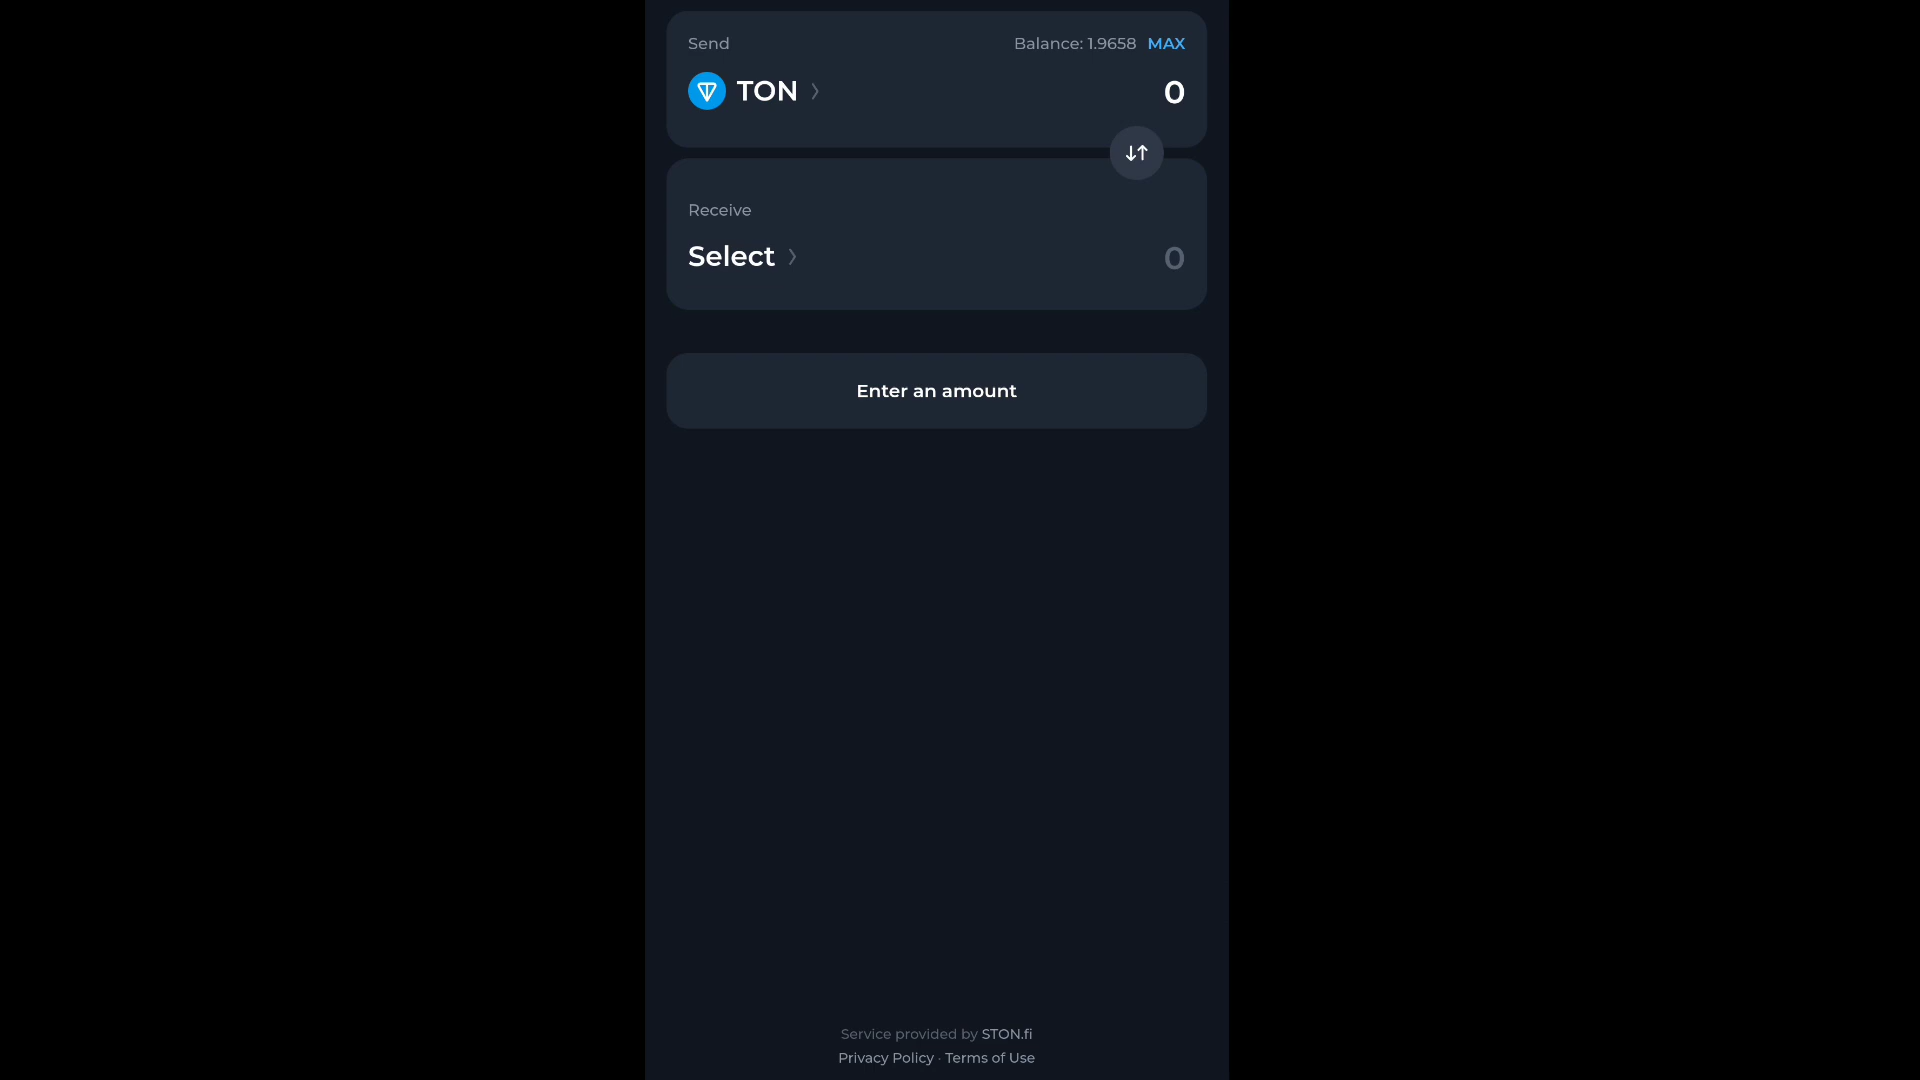 Send
Balance: 1.9658 MAX
TON
0
Receive
Select
0
Enter an amount
Service provided by STON.fi
Privacy Policy · Terms of Use